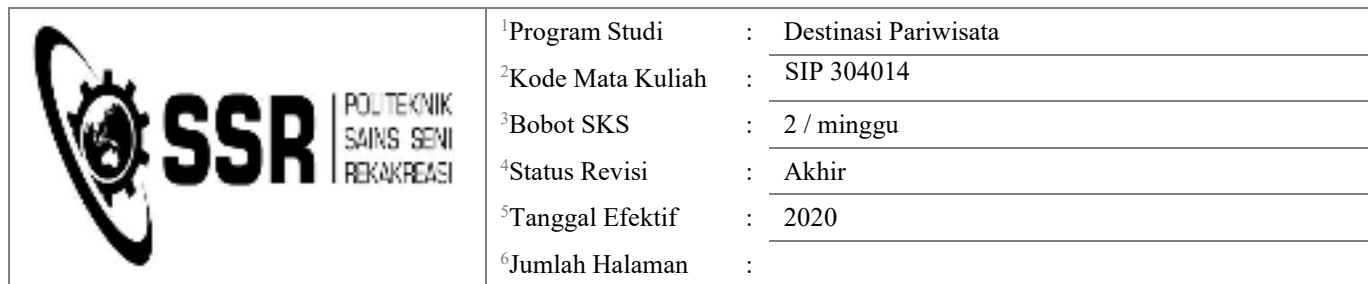 SSR
POLITEKNIK
SAINS SENI
REKAKREASI
¹Program Studi : Destinasi Pariwisata
²Kode Mata Kuliah : SIP 304014
³Bobot SKS : 2 / minggu
⁴Status Revisi : Akhir
⁵Tanggal Efektif : 2020
⁶Jumlah Halaman :